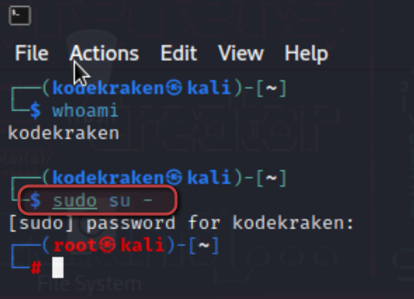 File Actions Edit View Help
┌──(kodekraken㉿kali)-[~]
└─$ whoami
kodekraken
┌──(kodekraken㉿kali)-[~]
└─$ sudo su -
[sudo] password for kodekraken:
┌──(root㉿kali)-[~]
└─#
File System